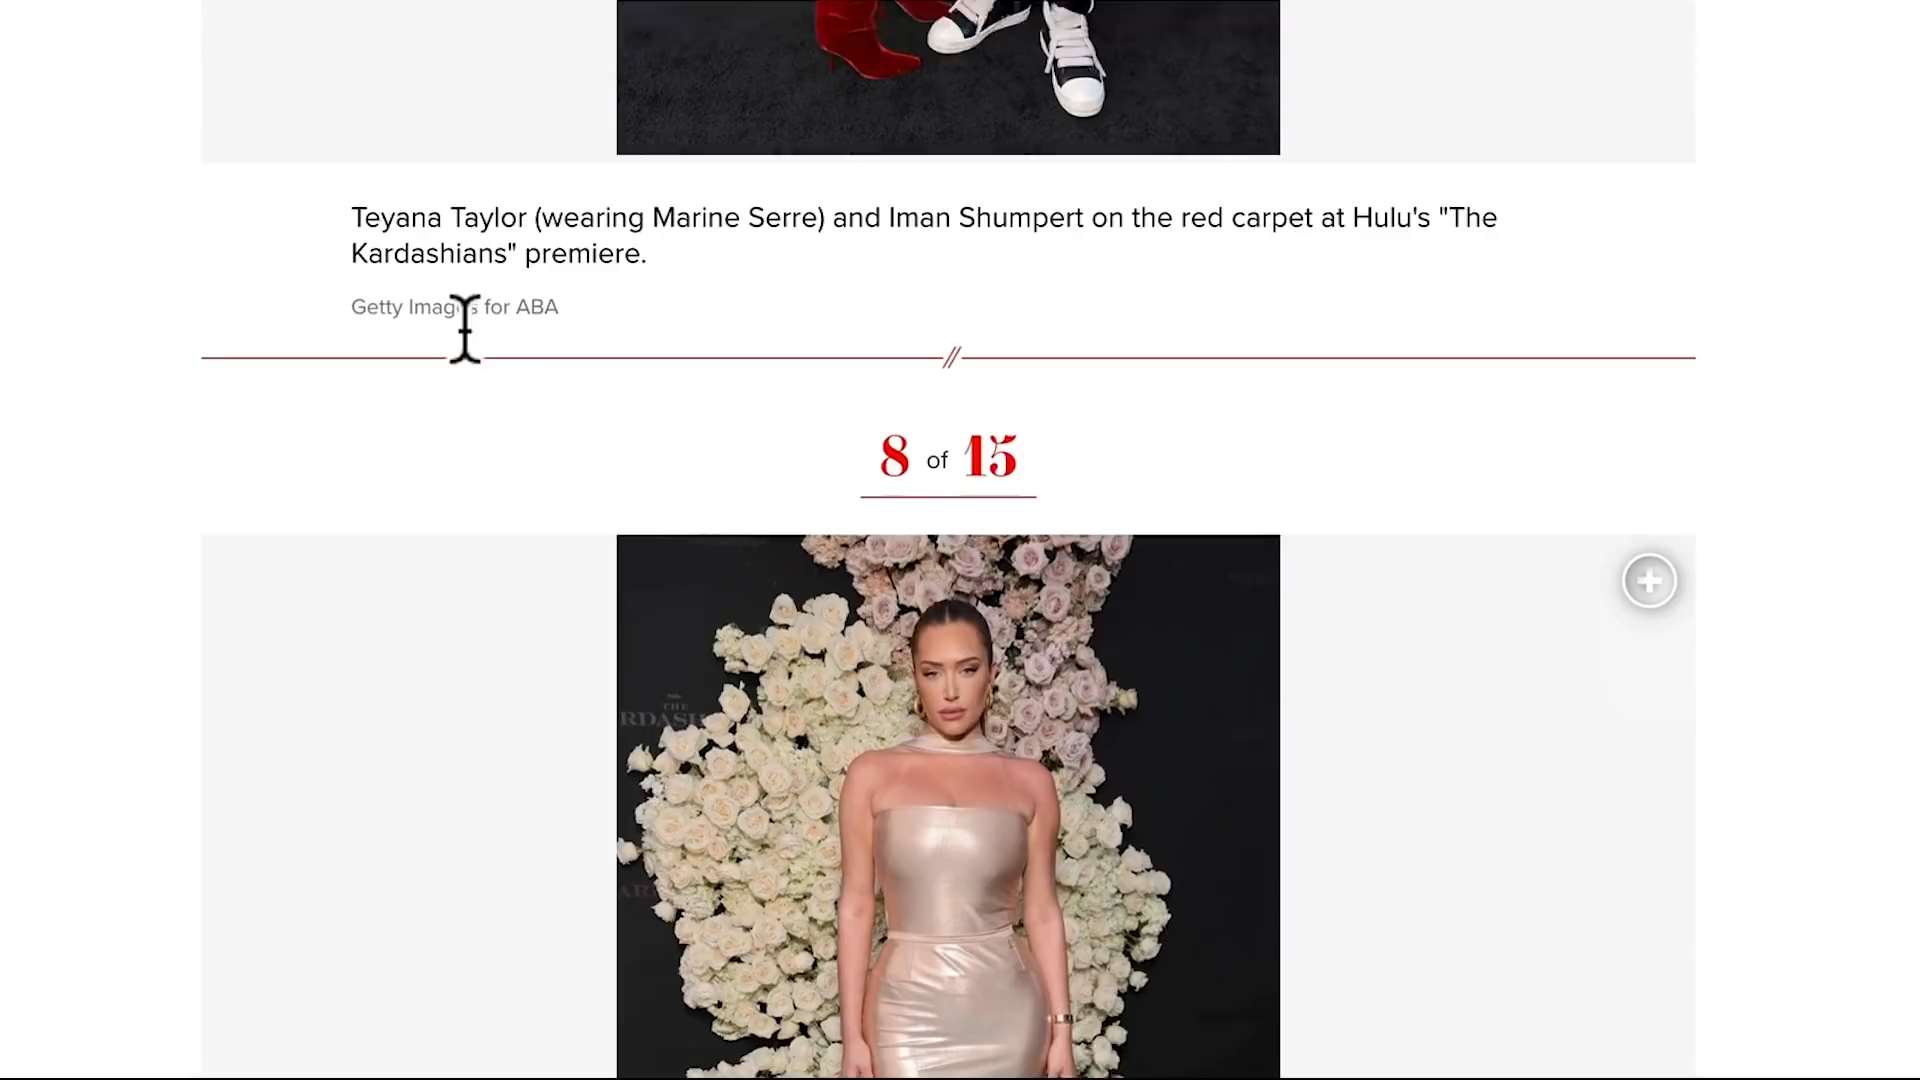 Teyana Taylor (wearing Marine Serre) and Iman Shumpert on the red carpet at Hulu's "The
Kardashians" premiere.
Getty Images for ABA
8 of 15
THE